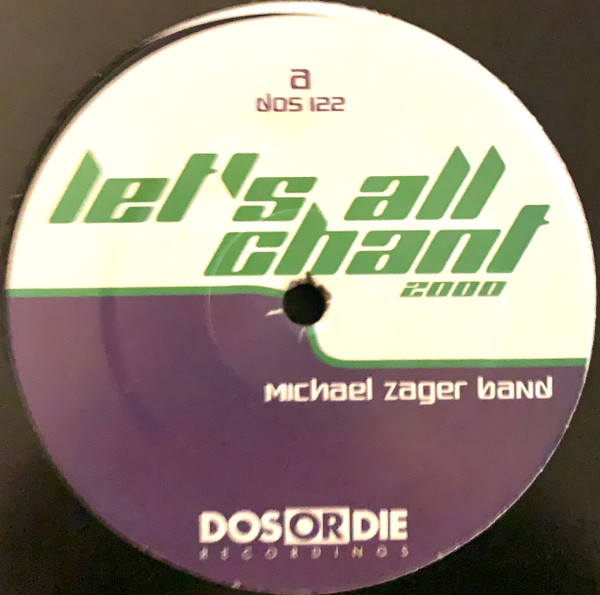 a
dos 122
let's all
chant
2000
Michael Zager Band
DOS OR DIE
RECORDINGS